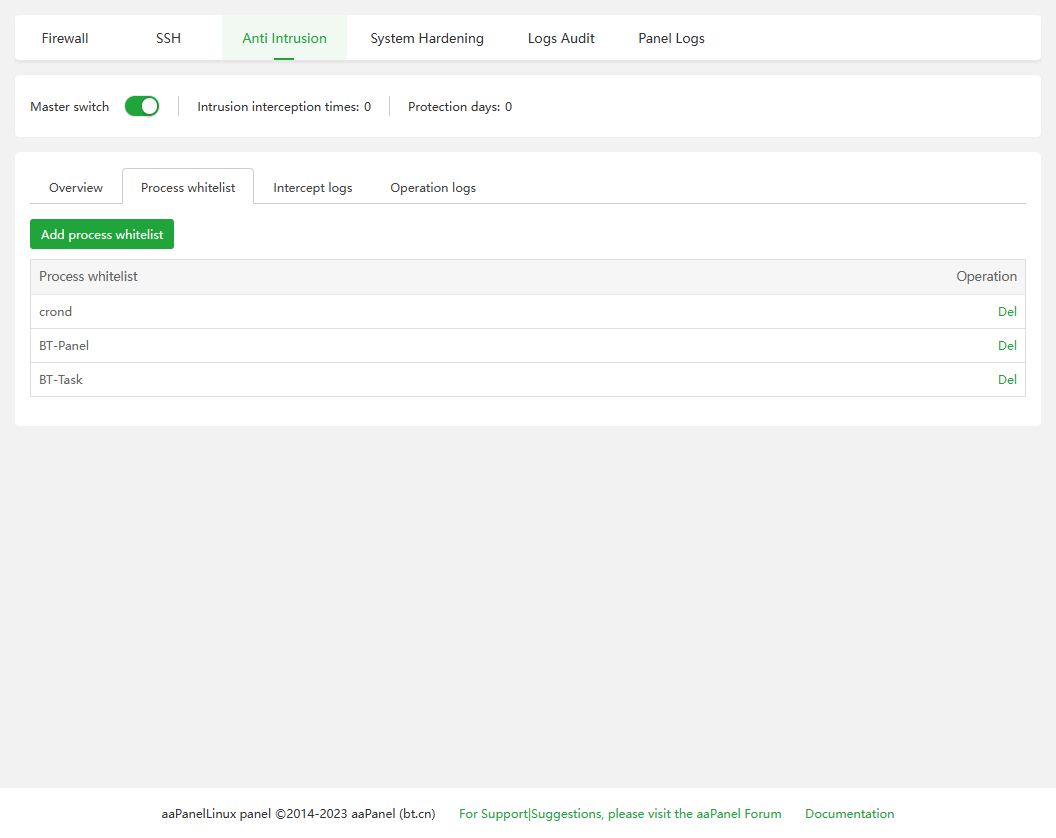 Firewall SSH Anti Intrusion System Hardening Logs Audit Panel Logs
Master switch Intrusion interception times: 0 Protection days: 0
Overview Process whitelist Intercept logs Operation logs
Add process whitelist
Process whitelist Operation
crond Del
BT-Panel Del
BT-Task Del
aaPanelLinux panel ©2014-2023 aaPanel (bt.cn) For Support|Suggestions, please visit the aaPanel Forum Documentation